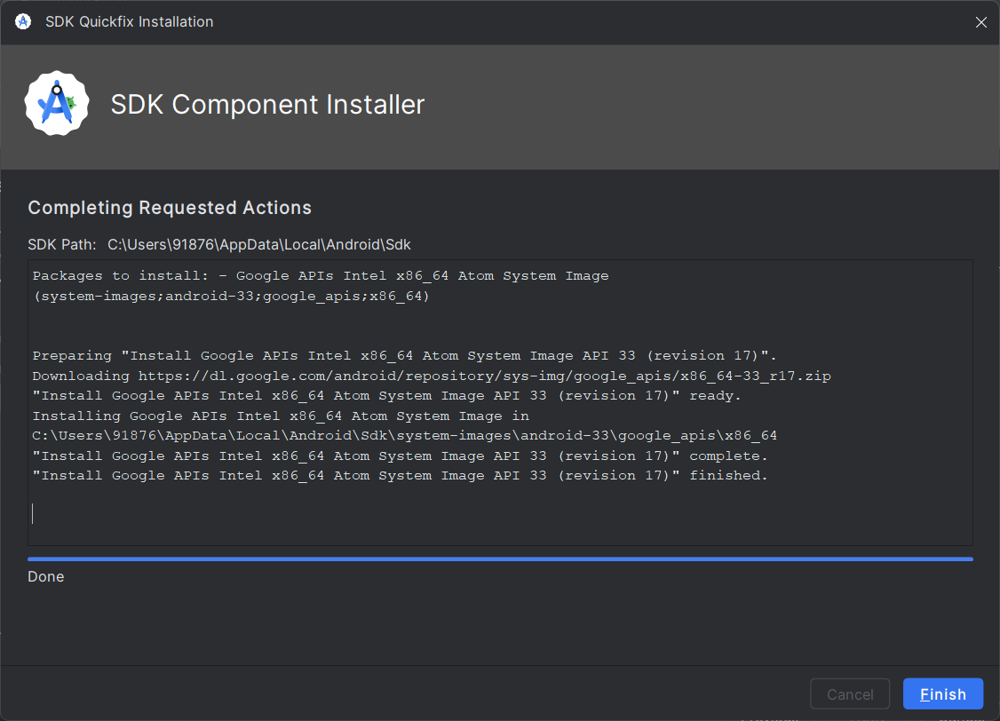 SDK Quickfix Installation
SDK Component Installer
Completing Requested Actions
SDK Path: C:\Users\91876\AppData\Local\Android\Sdk
Packages to install: - Google APIs Intel x86_64 Atom System Image
(system-images;android-33;google_apis;x86_64)
Preparing "Install Google APIs Intel x86_64 Atom System Image API 33 (revision 17)".
Downloading https://dl.google.com/android/repository/sys-img/google_apis/x86_64-33_r17.zip
"Install Google APIs Intel x86_64 Atom System Image API 33 (revision 17)" ready.
Installing Google APIs Intel x86_64 Atom System Image in
C:\Users\91876\AppData\Local\Android\Sdk\system-images\android-33\google_apis\x86_64
"Install Google APIs Intel x86_64 Atom System Image API 33 (revision 17)" complete.
"Install Google APIs Intel x86_64 Atom System Image API 33 (revision 17)" finished.
Done
Cancel Finish